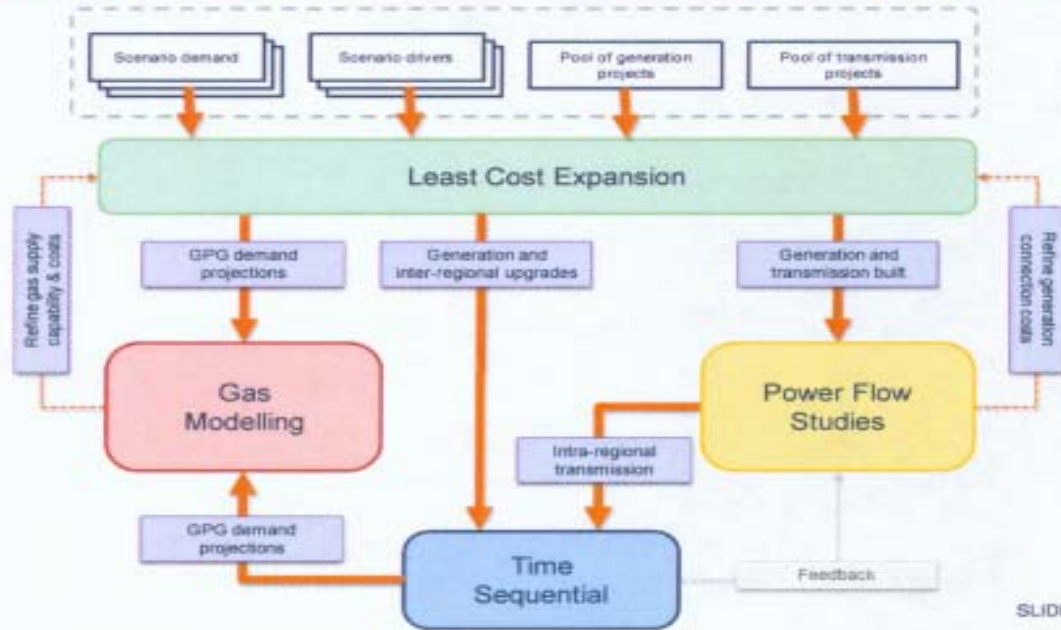 Scenario demand
Scenario drivers
Pool of generation
projects
Pool of transmission
projects
Least Cost Expansion
Refine gas supply
capability & costs
GPG demand
projections
Generation and
inter-regional upgrades
Generation and
transmission built
Refine generation
connection costs
Gas
Modelling
Power Flow
Studies
Intra-regional
transmission
GPG demand
projections
Time
Sequential
Feedback